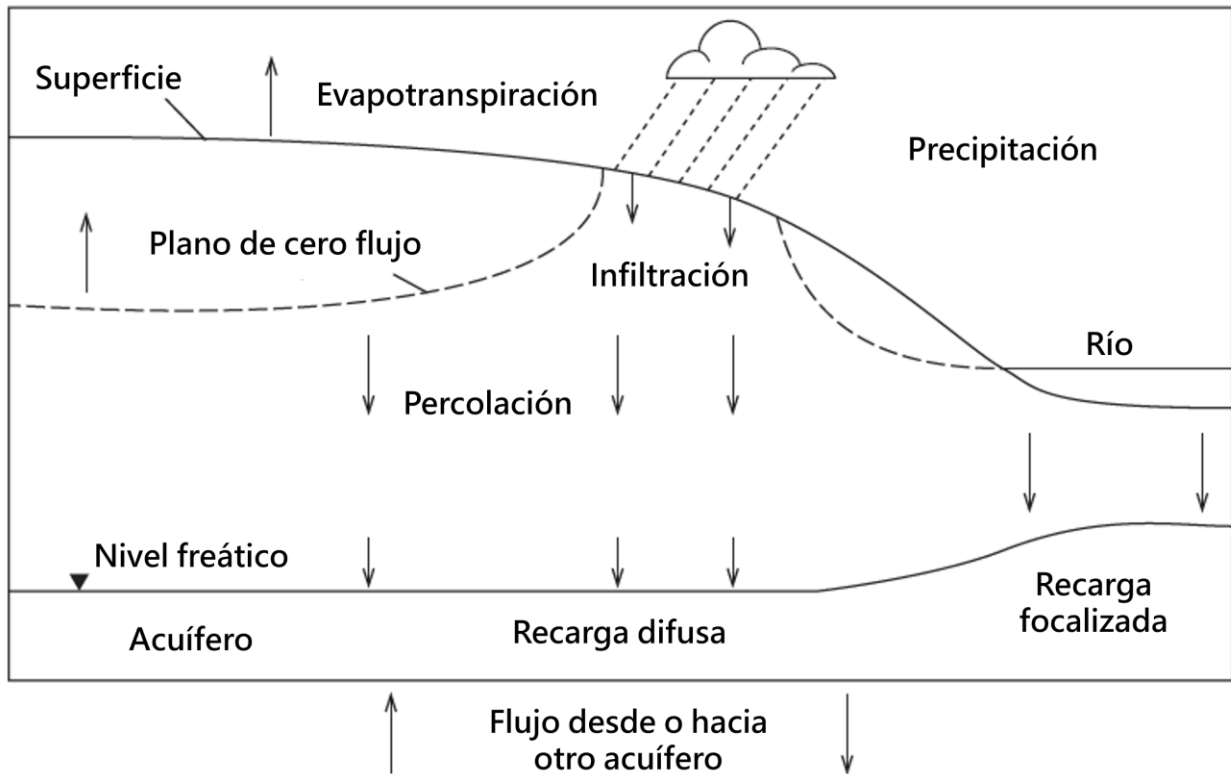 Superficie
Evapotranspiración
Precipitación
Plano de cero flujo
Infiltración
Río
Percolación
Nivel freático
Acuífero
Recarga difusa
Recarga
focalizada
Flujo desde o hacia
otro acuífero